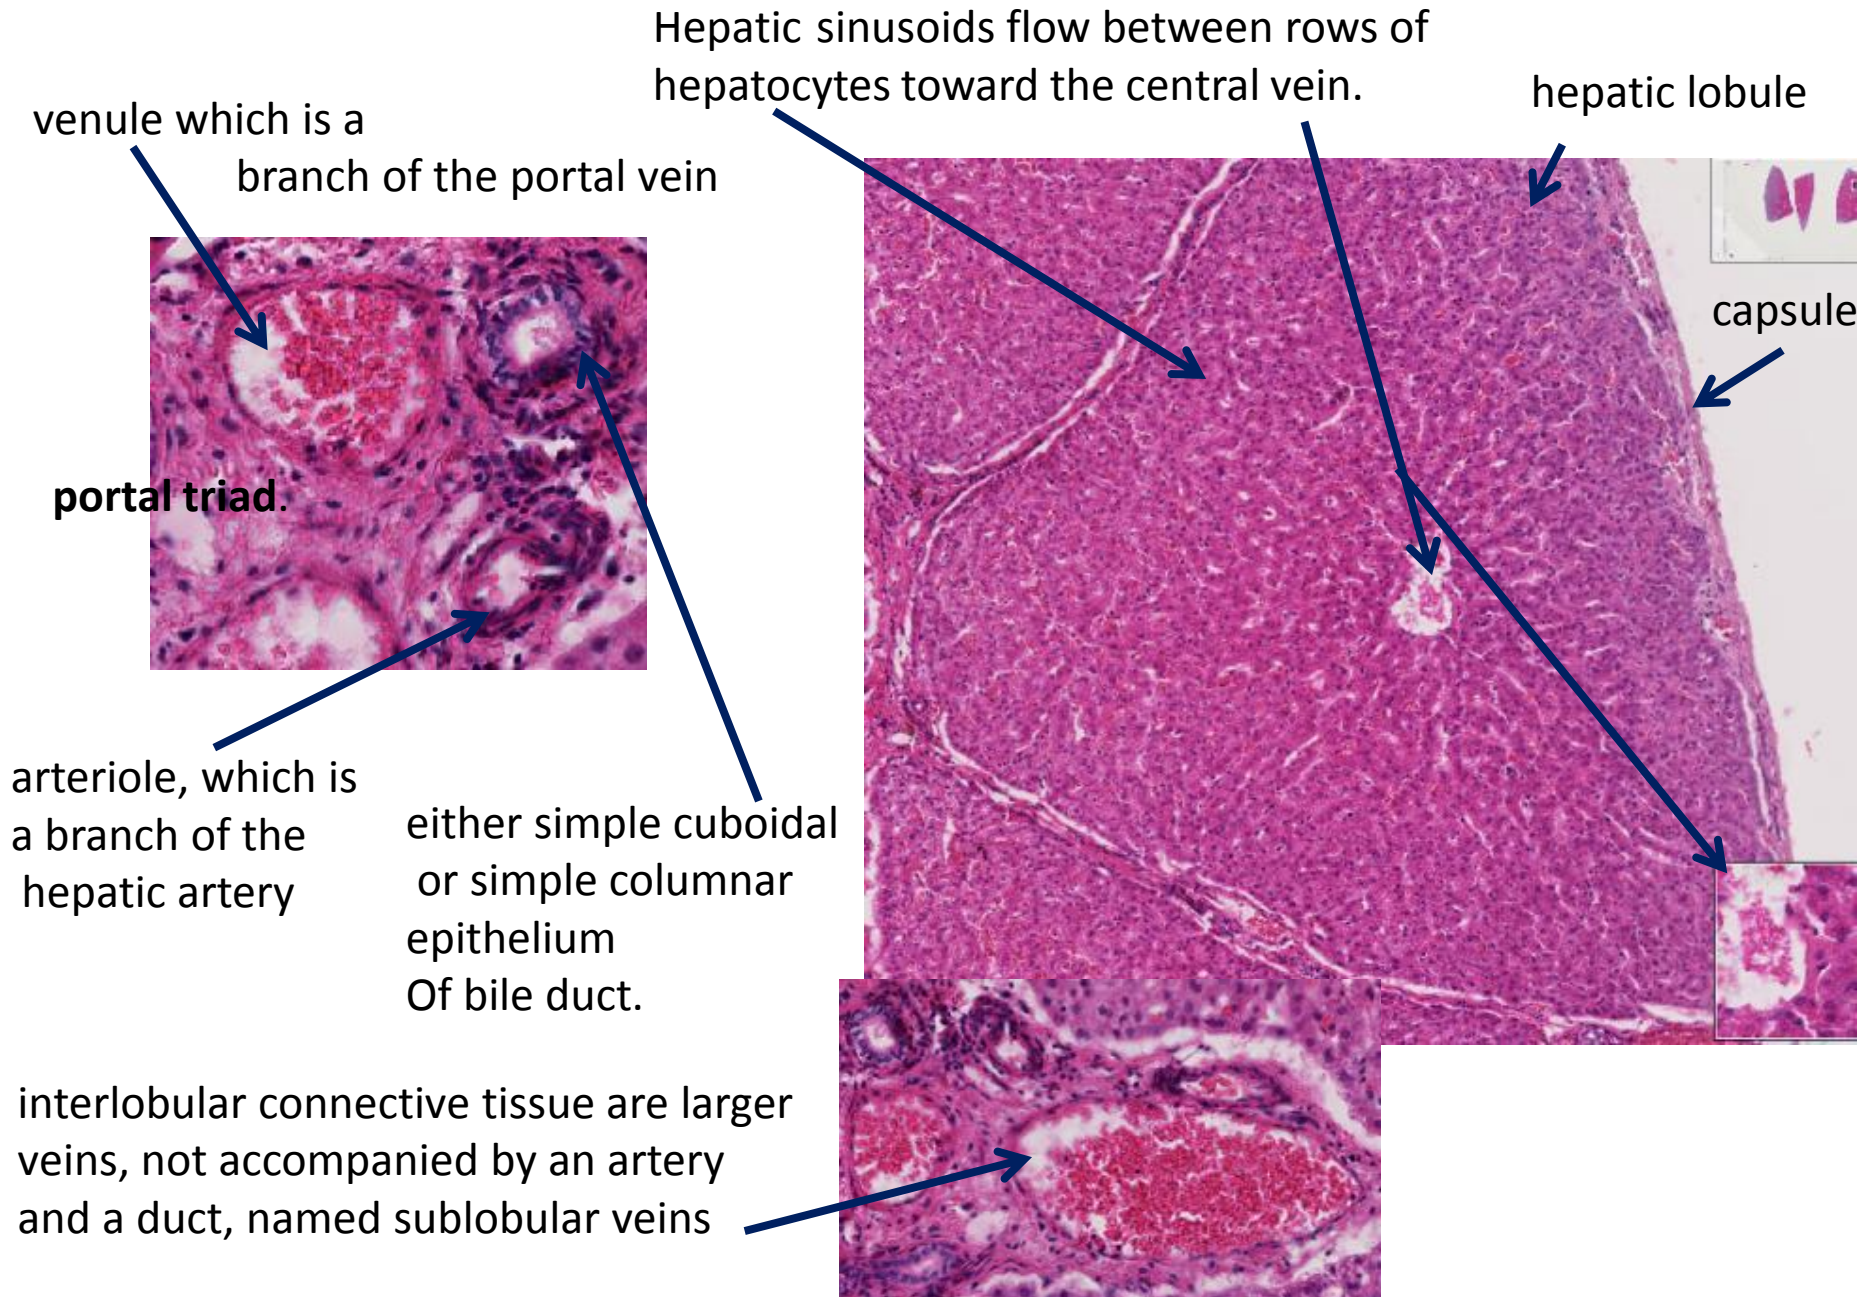 Hepatic sinusoids flow between rows of
hepatocytes toward the central vein.
hepatic lobule
venule which is a
branch of the portal vein
capsule
portal triad.
arteriole, which is
a branch of the
hepatic artery
either simple cuboidal
or simple columnar
epithelium
Of bile duct.
interlobular connective tissue are larger
veins, not accompanied by an artery
and a duct, named sublobular veins